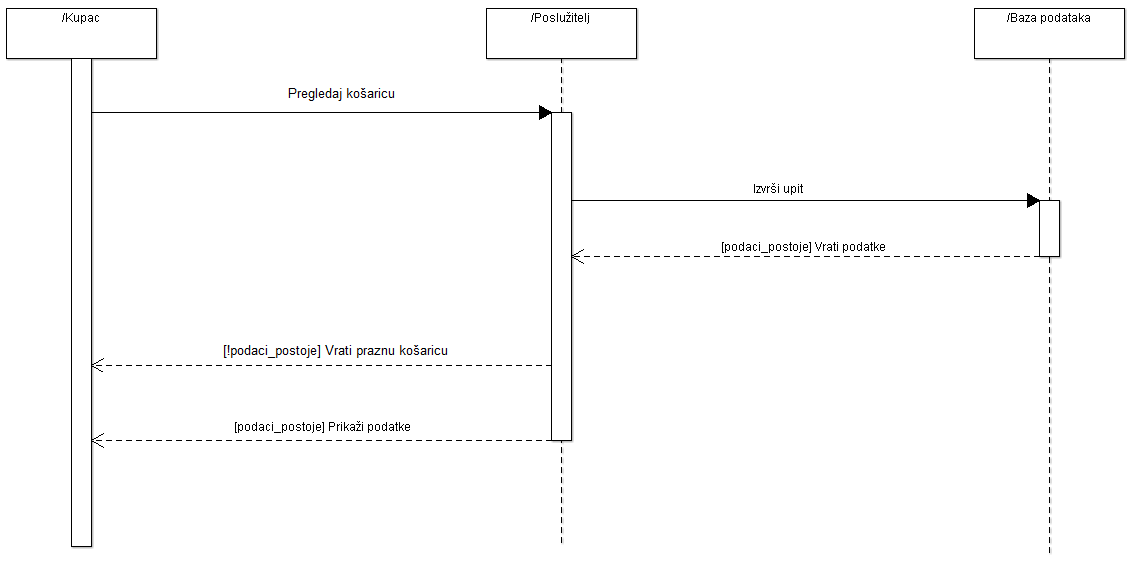 /Kupac
/Poslužitelj
/Baza podataka
Pregledaj košaricu
Izvrši upit
[podaci_postoje] Vrati podatke
[!podaci_postoje] Vrati praznu košaricu
[podaci_postoje] Prikaži podatke